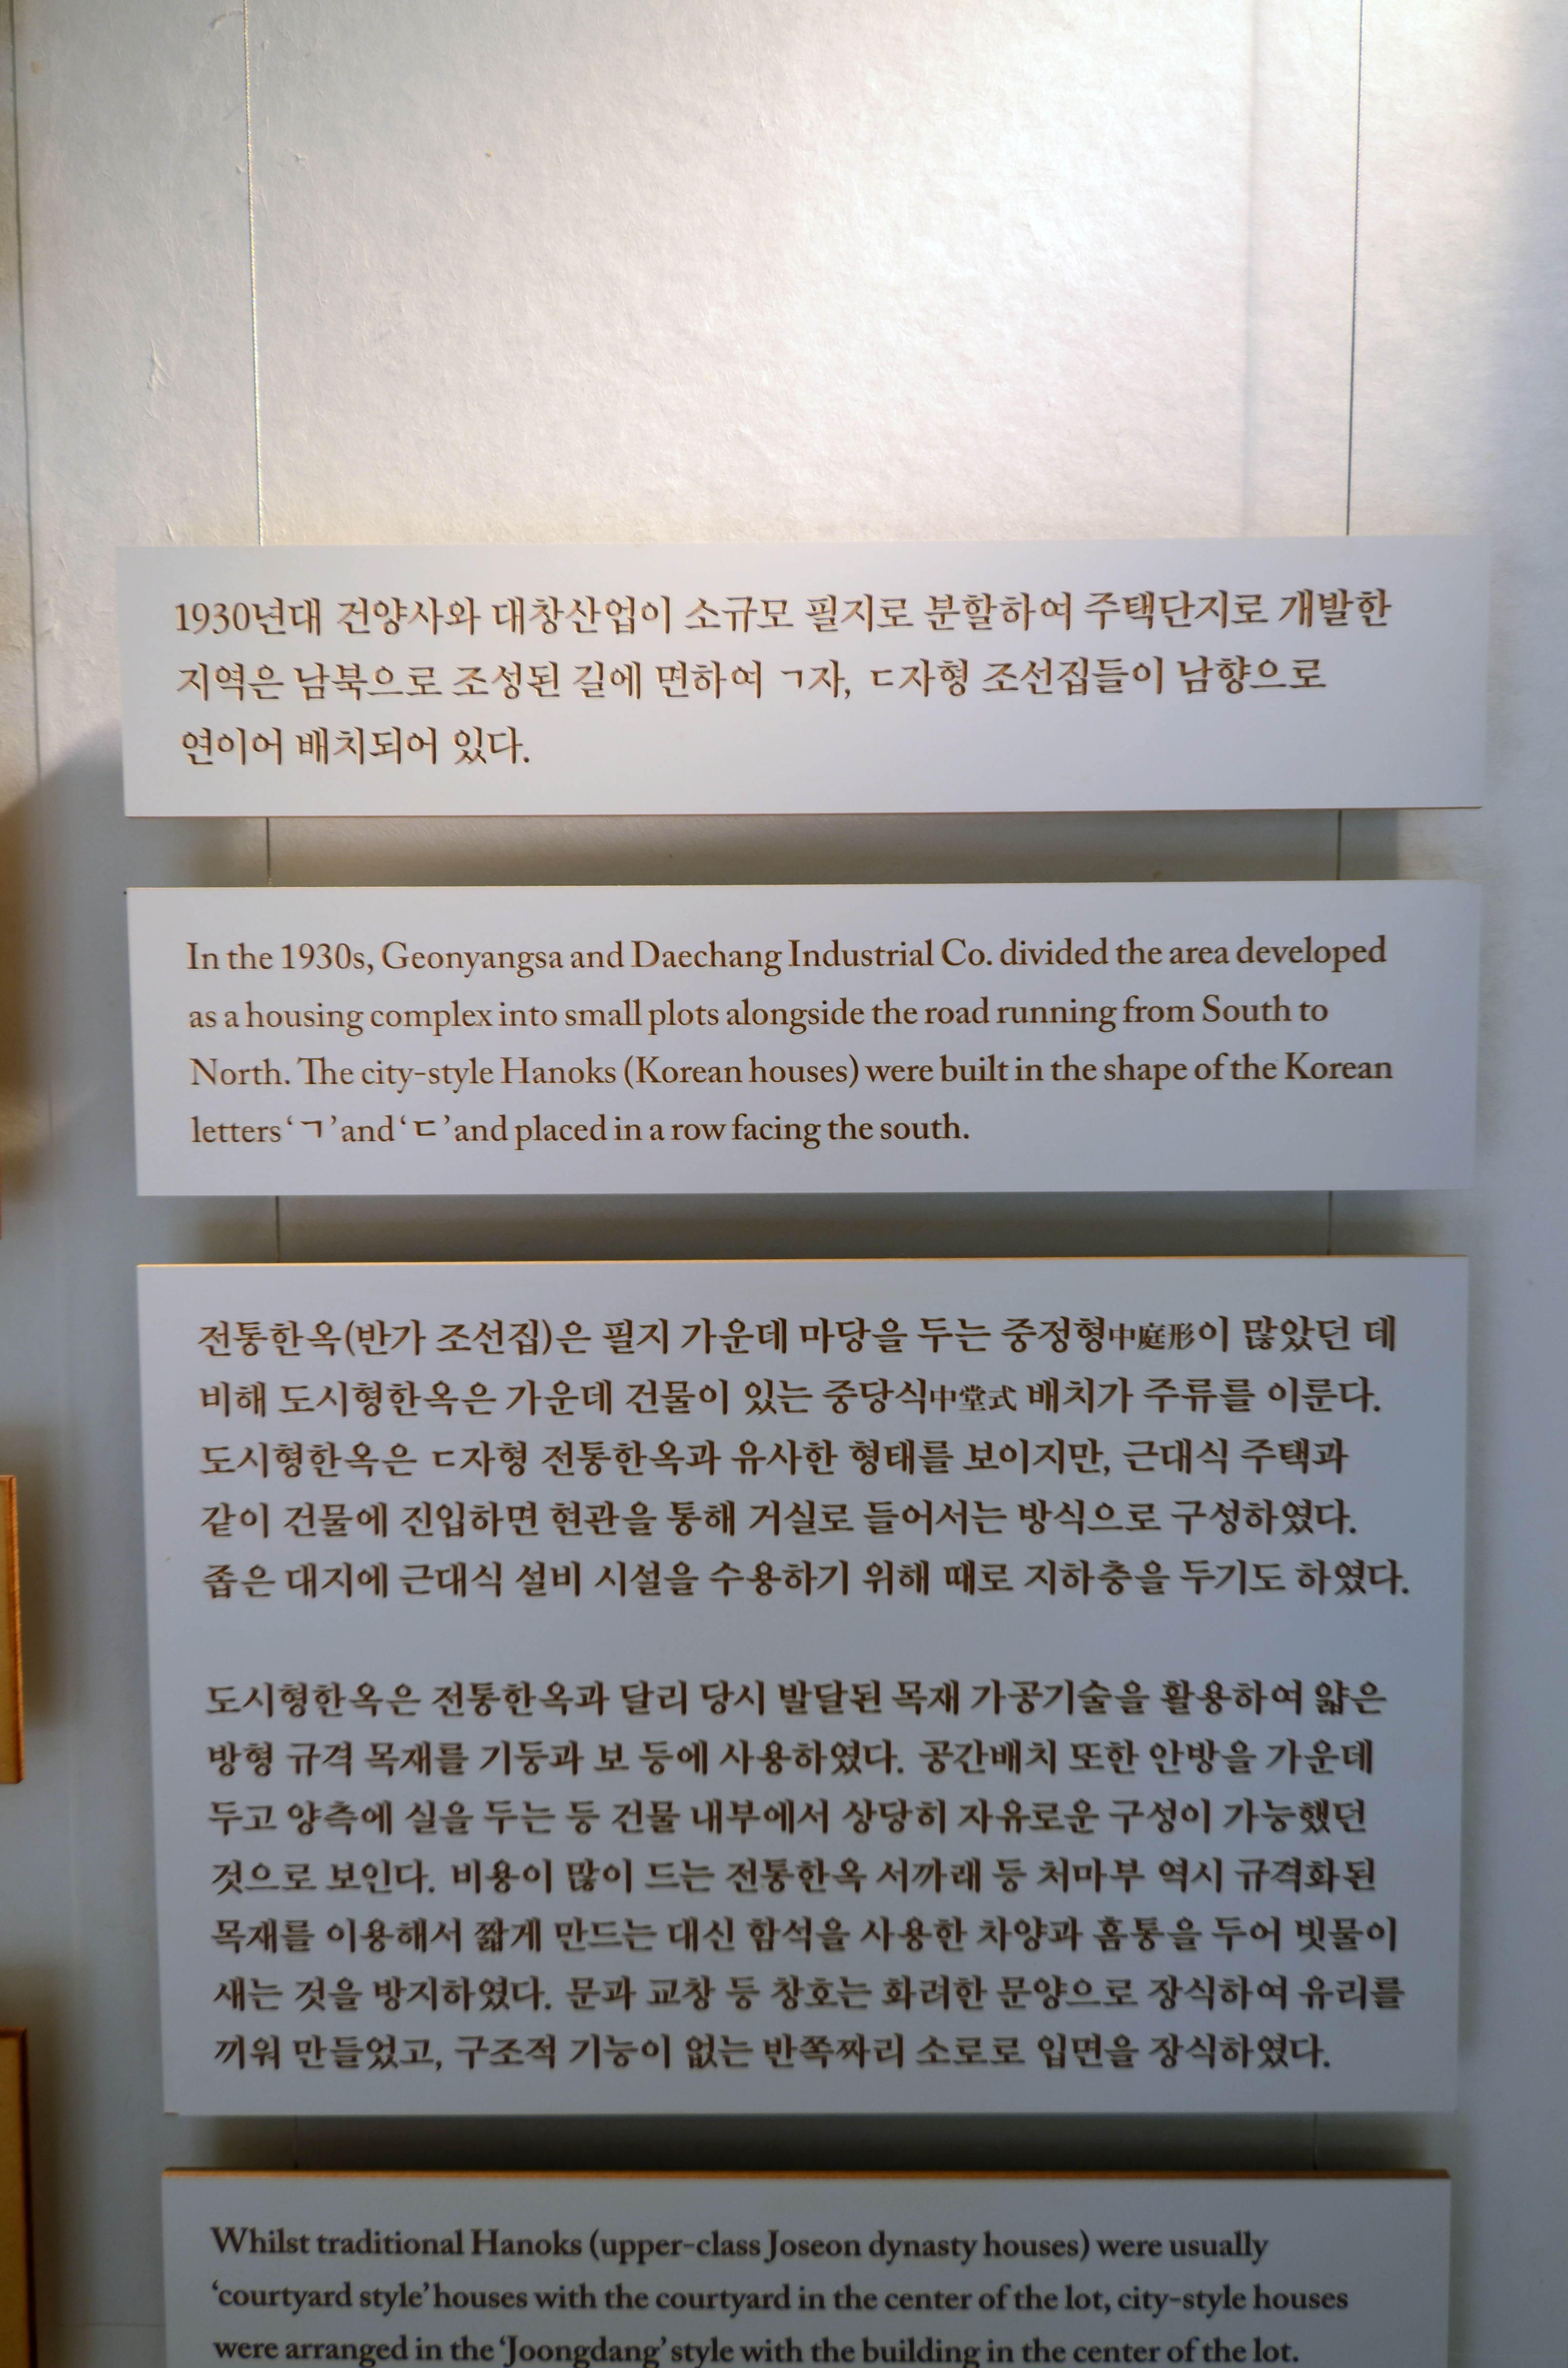 1930년대 건양사와 대창산업이 소규모 필지로 분할하여 주택단지로 개발한
지역은 남북으로 조성된 길에 면하여 ㄱ자, ㄷ자형 조선집들이 남향으로
연이어 배치되어 있다.
In the 1930s, Geonyangsa and Daechang Industrial Co. divided the area developed
as a housing complex into small plots alongside the road running from South to
North. The city-style Hanoks (Korean houses) were built in the shape of the Korean
letters ‘ㄱ’ and ‘ㄷ’ and placed in a row facing the south.
전통한옥(반가 조선집)은 필지 가운데 마당을 두는 중정형中庭形이 많았던 데
비해 도시형한옥은 가운데 건물이 있는 중당식中堂式 배치가 주류를 이룬다.
도시형한옥은 ㄷ자형 전통한옥과 유사한 형태를 보이지만, 근대식 주택과
같이 건물에 진입하면 현관을 통해 거실로 들어서는 방식으로 구성하였다.
좁은 대지에 근대식 설비 시설을 수용하기 위해 때로 지하층을 두기도 하였다.
도시형한옥은 전통한옥과 달리 당시 발달된 목재 가공기술을 활용하여 얇은
방형 규격 목재를 기둥과 보 등에 사용하였다. 공간배치 또한 안방을 가운데
두고 양측에 실을 두는 등 건물 내부에서 상당히 자유로운 구성이 가능했던
것으로 보인다. 비용이 많이 드는 전통한옥 서까래 등 처마부 역시 규격화된
목재를 이용해서 짧게 만드는 대신 함석을 사용한 차양과 홈통을 두어 빗물이
새는 것을 방지하였다. 문과 교창 등 창호는 화려한 문양으로 장식하여 유리를
끼워 만들었고, 구조적 기능이 없는 반쪽짜리 소로로 입면을 장식하였다.
Whilst traditional Hanoks (upper-class Joseon dynasty houses) were usually
‘courtyard style’ houses with the courtyard in the center of the lot, city-style houses
were arranged in the ‘Joongdang’ style with the building in the center of the lot.